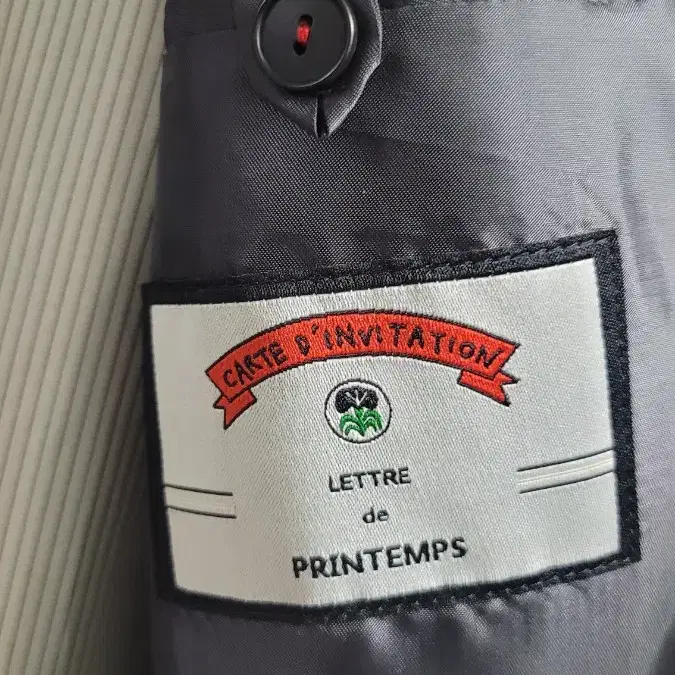 CARTE D'INVITATION
LETTRE
de
PRINTEMPS